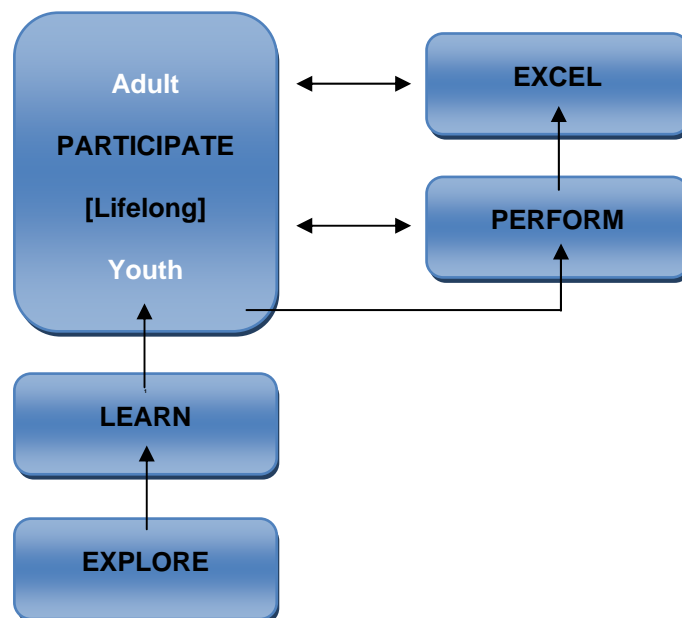 Adult
PARTICIPATE
[Lifelong]
Youth
EXCEL
PERFORM
LEARN
EXPLORE